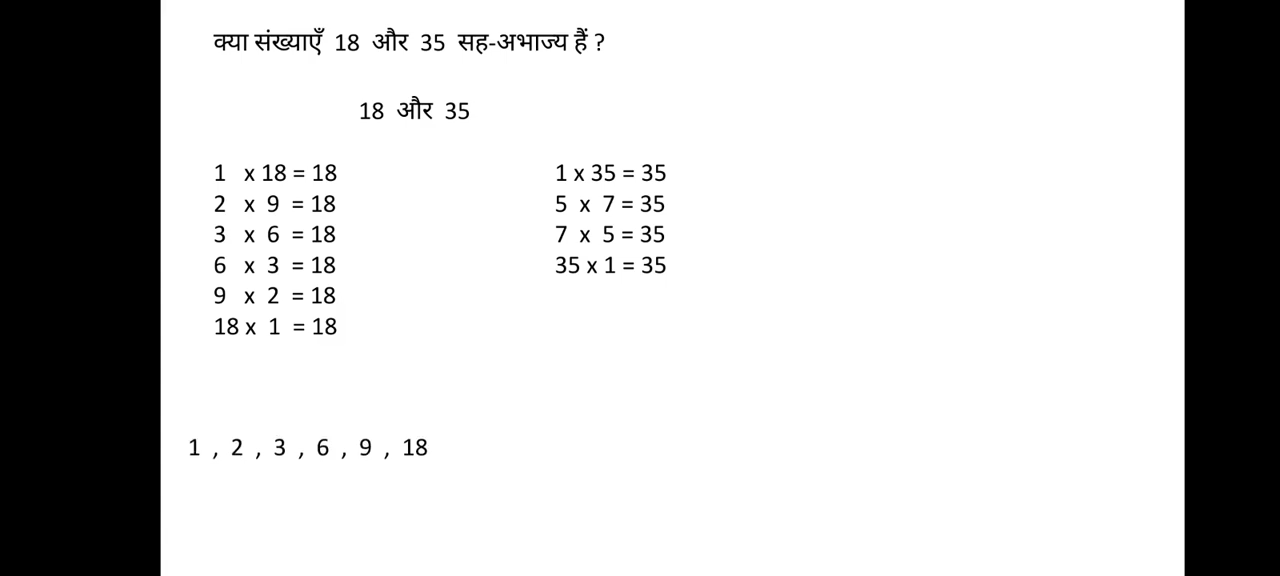 क्या संख्याएँ 18 और 35 सह-अभाज्य हैं ?
18 और 35
1 x 18 = 18
2 x 9 = 18
3 x 6 = 18
6 x 3 = 18
9 x 2 = 18
18 x 1 = 18
1 x 35 = 35
5 x 7 = 35
7 x 5 = 35
35 x 1 = 35
1 , 2 , 3 , 6 , 9 , 18